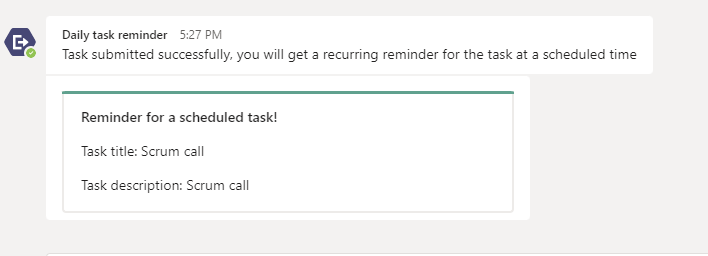 Daily task reminder 5:27 PM
Task submitted successfully, you will get a recurring reminder for the task at a scheduled time
Reminder for a scheduled task!
Task title: Scrum call
Task description: Scrum call